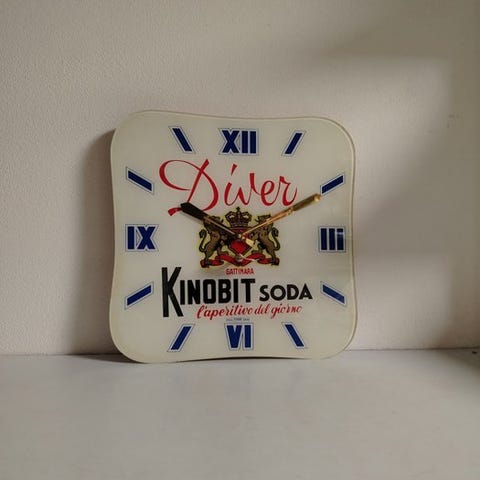 XII
Diver
IX
III
GATTINARA
KINOBIT SODA
l'aperitivo del giorno
VI